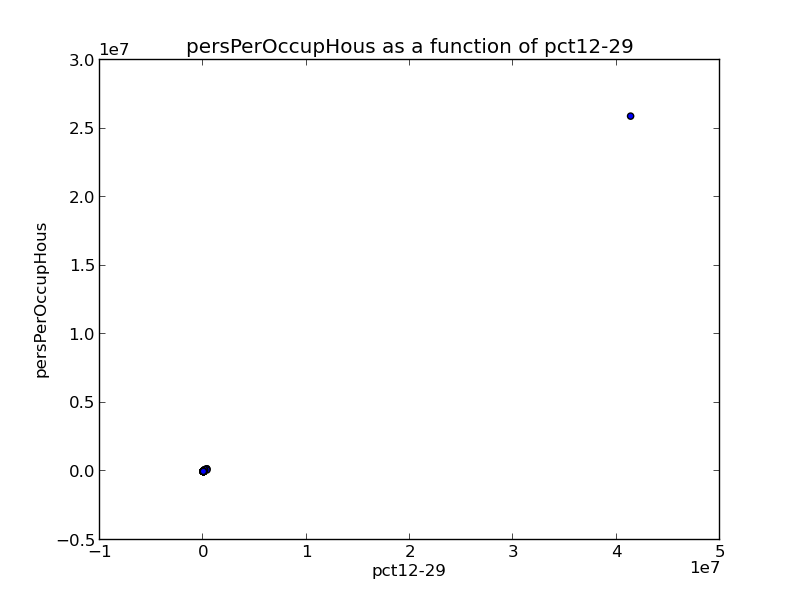 persPerOccupHous as a function of pct12-29
1e7
3.0
2.5
2.0
1.5
1.0
0.5
0.0
−0.5
persPerOccupHous
−1 0 1 2 3 4 5
1e7
pct12-29